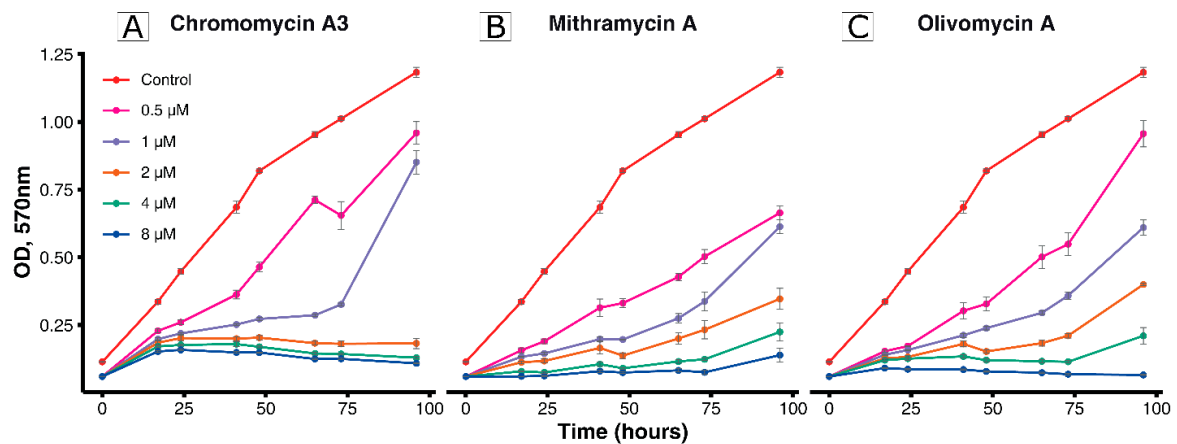 A Chromomycin A3
B Mithramycin A
C Olivomycin A
OD, 570nm
1.25
1.00
0.75
0.50
0.25
Control
0.5 µM
1 µM
2 µM
4 µM
8 µM
0 25 50 75 100
0 25 50 75 100
0 25 50 75 100
Time (hours)